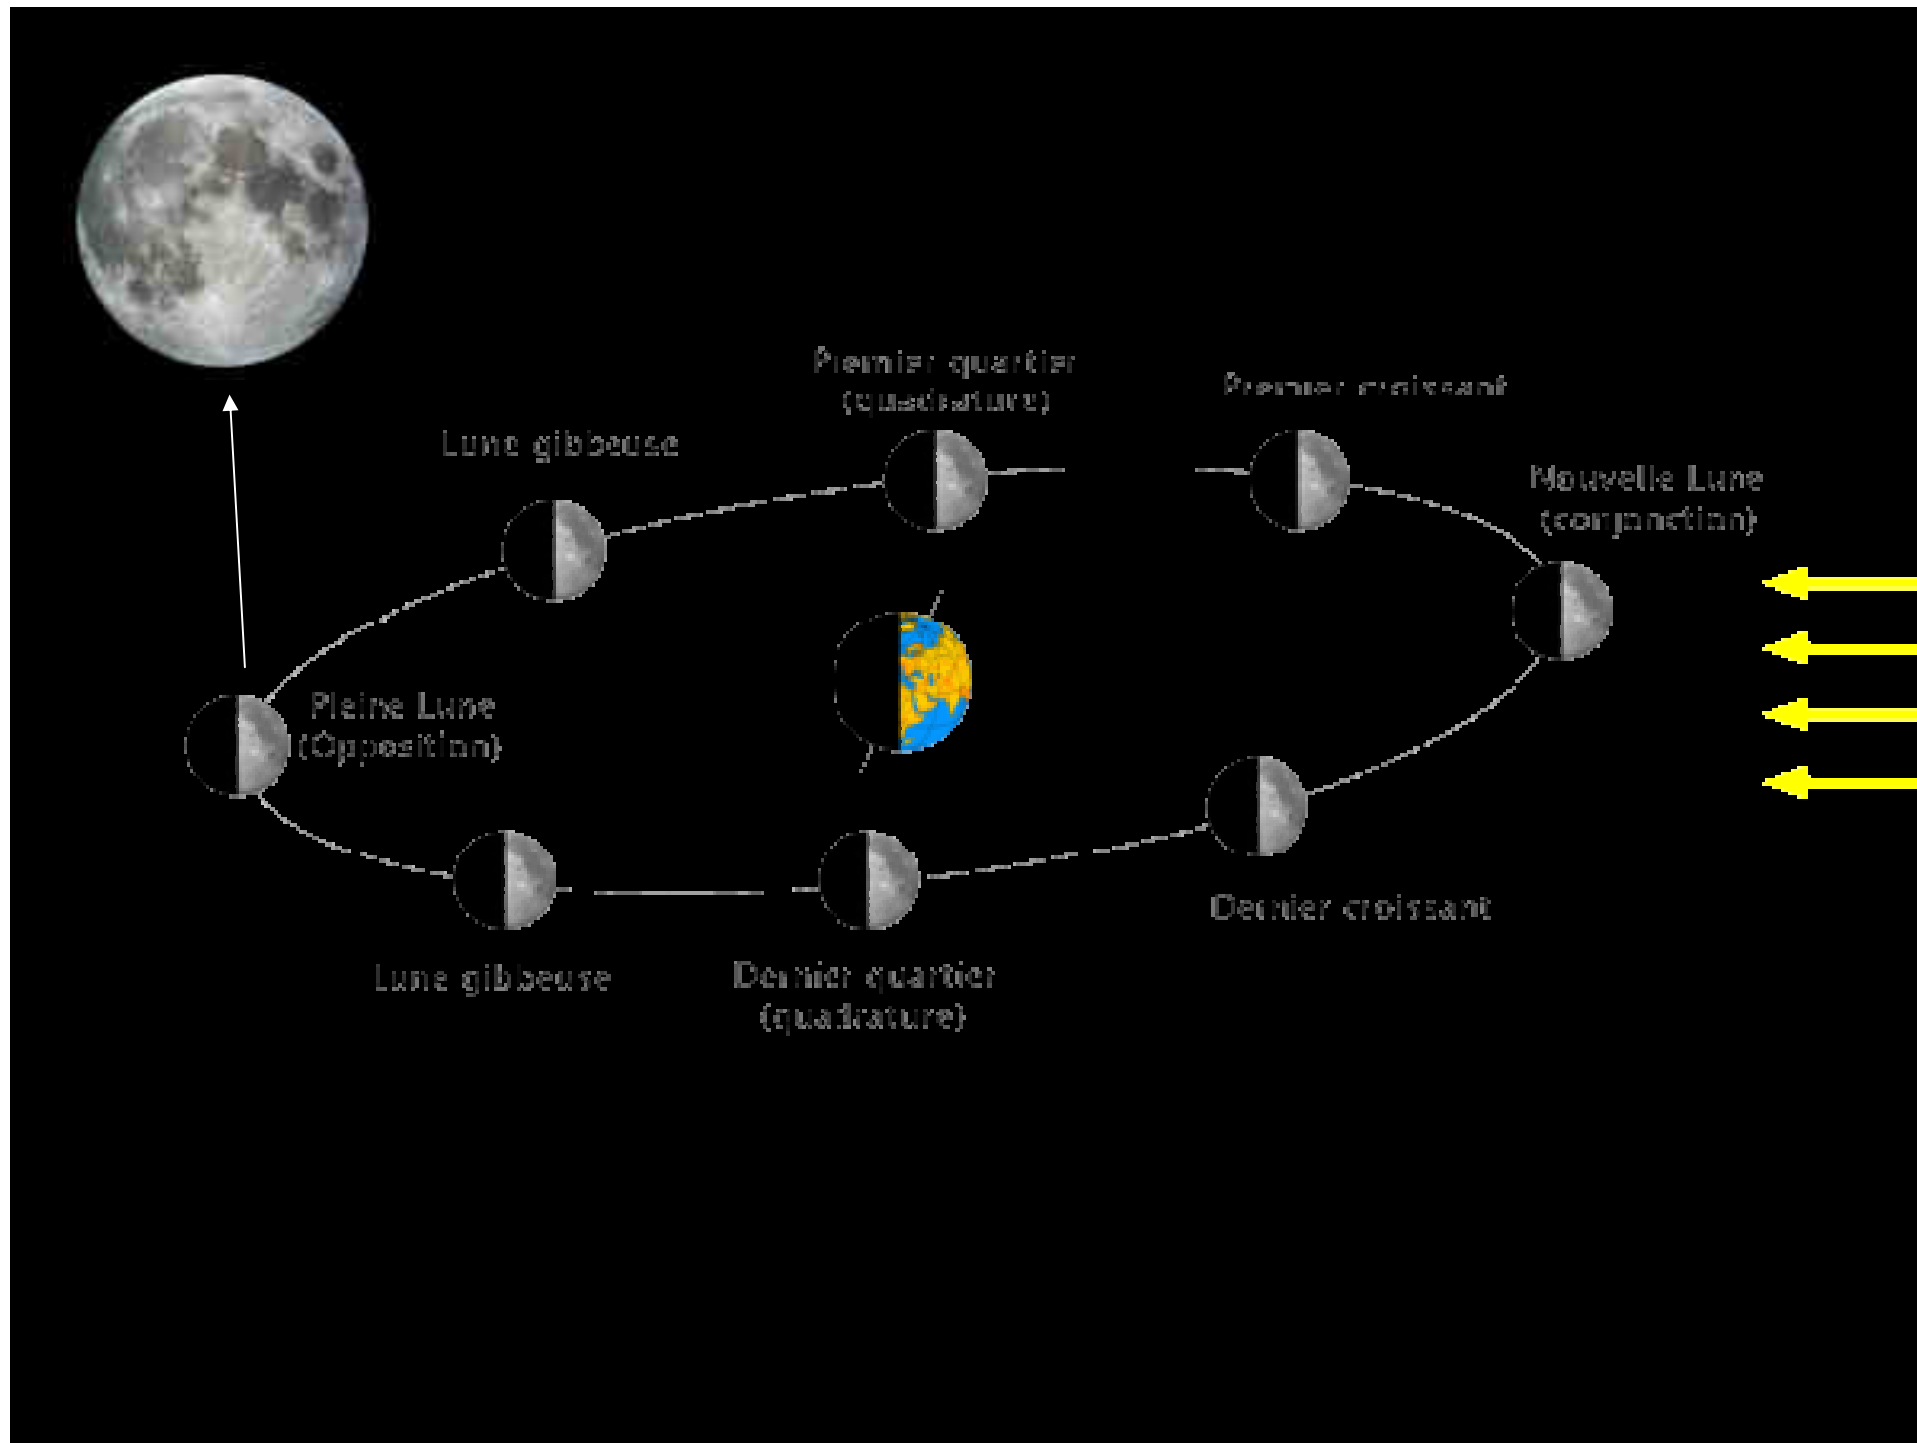 Premier quartier
(quadrature)
Premier croissant
Lune gibbeuse
Nouvelle Lune
(conjonction)
Pleine Lune
(Opposition)
Dernier croissant
Lune gibbeuse
Dernier quartier
(quadrature)